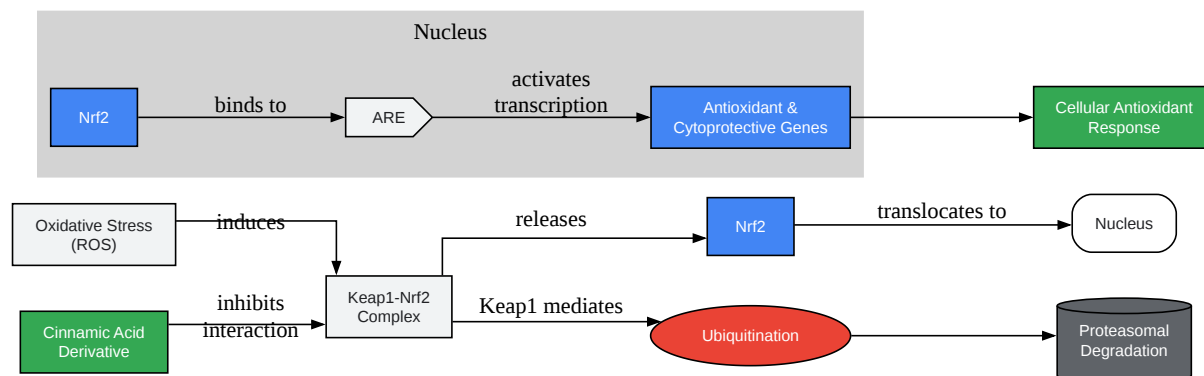 Nucleus
Nrf2
binds to
ARE
activates
transcription
Antioxidant &
Cytoprotective Genes
Cellular Antioxidant
Response
Oxidative Stress
(ROS)
induces
releases
Nrf2
translocates to
Nucleus
Cinnamic Acid
Derivative
inhibits
interaction
Keap1-Nrf2
Complex
Keap1 mediates
Ubiquitination
Proteasomal
Degradation